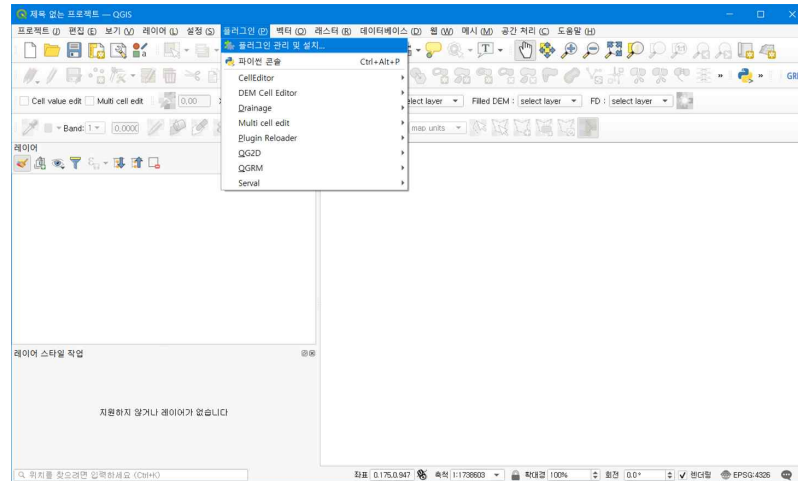 제목 없는 프로젝트 — QGIS
프로젝트 (J) 편집 (E) 보기 (V) 레이어 (L) 설정 (S) 플러그인 (P) 벡터 (O) 래스터 (R) 데이터베이스 (D) 웹 (W) 메시 (M) 공간 처리 (C) 도움말 (H)
플러그인 관리 및 설치...
파이썬 콘솔 Ctrl+Alt+P
CellEditor
DEM Cell Editor
Drainage
Multi cell edit
Plugin Reloader
QG2D
QGRM
Serval
GRI
Cell value edit Multi cell edit 0,00
select layer Filled DEM : select layer FD : select layer
Band: 1 0.000
map units
레이어
레이어 스타일 작업
지원하지 않거나 레이어가 없습니다
위치를 찾으려면 입력하세요 (Ctrl+K)
좌표 0.175,0.947 축척 1:1738603 확대경 100% 회전 0.0° 렌더링 EPSG:4326